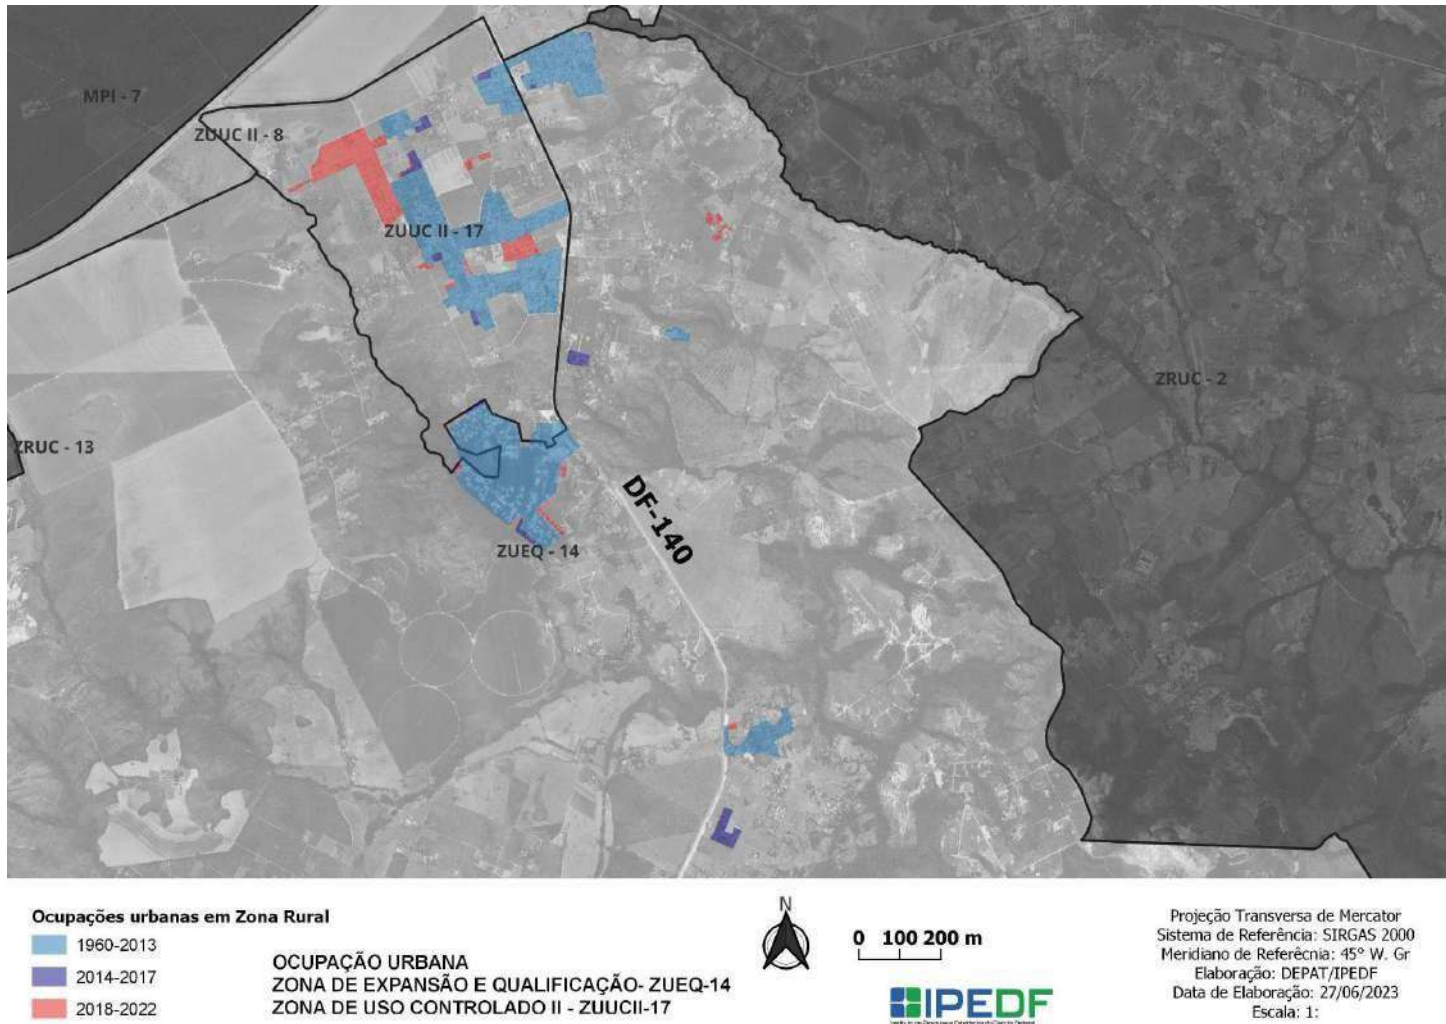 MPI - 7
ZUUC II - 8
ZUUC II - 17
ZRUC - 2
ZRUC - 13
DF-140
ZUEQ - 14
Ocupações urbanas em Zona Rural
1960-2013
2014-2017
2018-2022
OCUPAÇÃO URBANA
ZONA DE EXPANSÃO E QUALIFICAÇÃO- ZUEQ-14
ZONA DE USO CONTROLADO II - ZUUCII-17
N
0 100 200 m
IPEDF
Projeção Transversa de Mercator
Sistema de Referência: SIRGAS 2000
Meridiano de Referêcnia: 45° W. Gr
Elaboração: DEPAT/IPEDF
Data de Elaboração: 27/06/2023
Escala: 1: